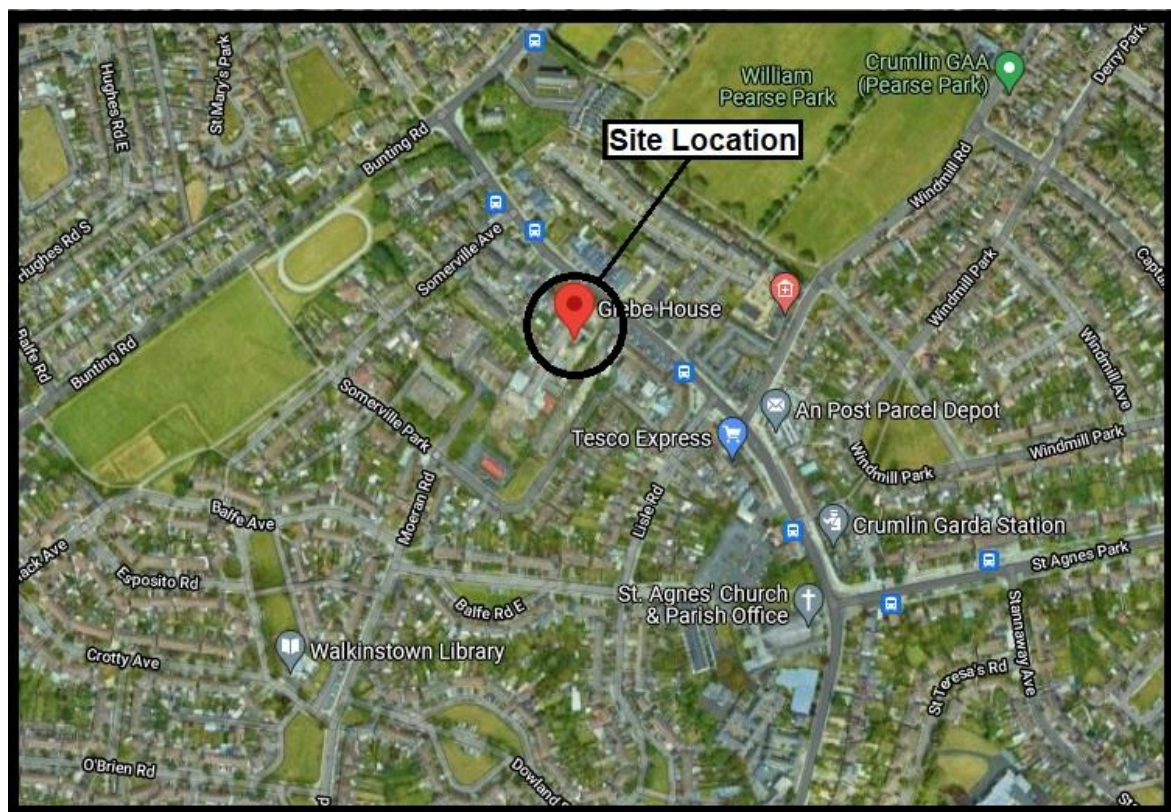 Hughes Rd E
St Mary's Park
Bunting Rd
William
Pearse Park
Crumlin GAA
(Pearse Park)
Derry Park
Site Location
Windmill Rd
Hughes Rd S
Somerville Ave
Windmill Park
Capta
Glebe House
Balfe Rd
Bunting Rd
Windmill Ave
Somerville Park
An Post Parcel Depot
Tesco Express
Windmill Park
Windmill Park
Moeran Rd
Lisle Rd
Balfe Ave
Crumlin Garda Station
ack Ave
St Agnes Park
Esposito Rd
Balfe Rd E
St. Agnes' Church
& Parish Office
Stannaway Ave
Walkinstown Library
Crotty Ave
St Teresa's Rd
O'Brien Rd
Dowland